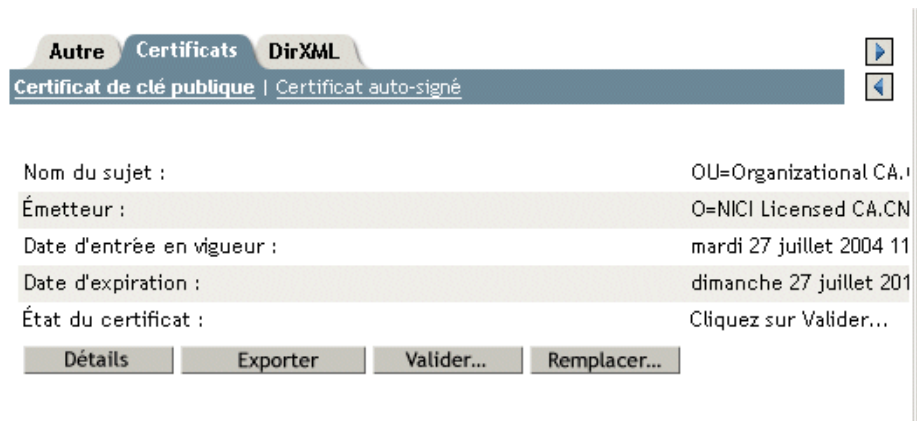 Autre Certificats DirXML
Certificat de clé publique | Certificat auto-signé
Nom du sujet : OU=Organizational CA.
Émetteur : O=NICI Licensed CA.CN
Date d'entrée en vigueur : mardi 27 juillet 2004 11
Date d'expiration : dimanche 27 juillet 201
État du certificat : Cliquez sur Valider...
Détails Exporter Valider... Remplacer...